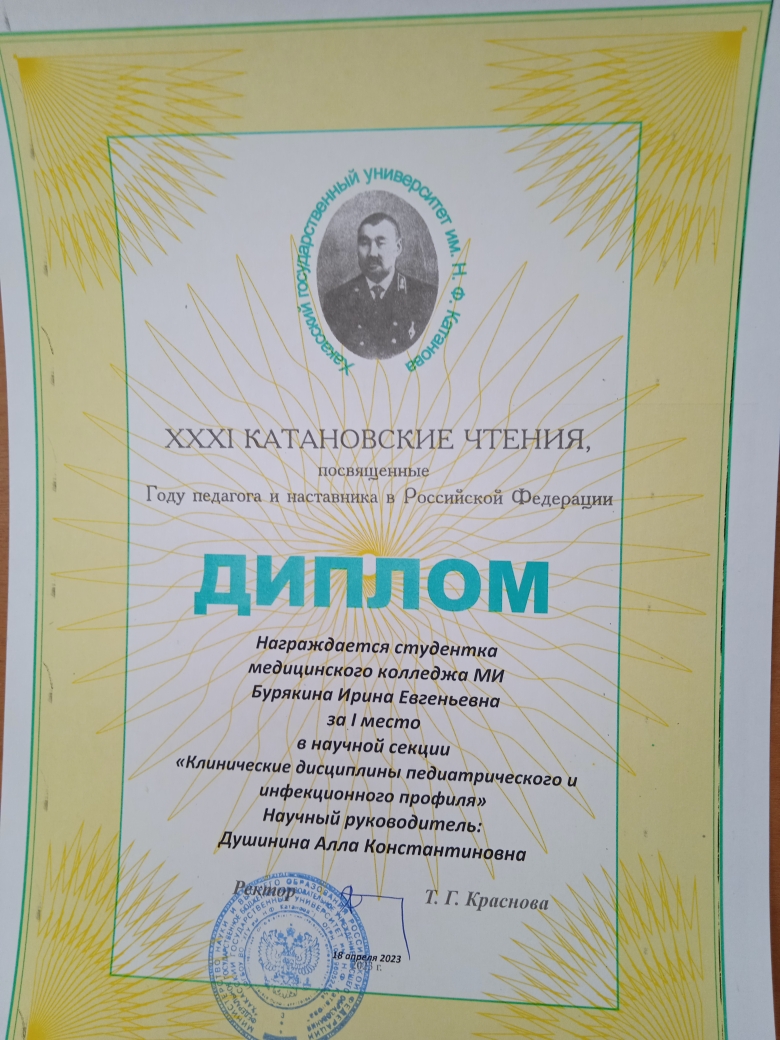 Хакасский государственный университет им. Н. Ф. Катанова
XXXI КАТАНОВСКИЕ ЧТЕНИЯ,
посвященные
Году педагога и наставника в Российской Федерации
ДИПЛОМ
Награждается студентка
медицинского колледжа МИ
Бурякина Ирина Евгеньевна
за I место
в научной секции
«Клинические дисциплины педиатрического и
инфекционного профиля»
Научный руководитель:
Душинина Алла Константиновна
Ректор
Т. Г. Краснова
18 апреля 2023